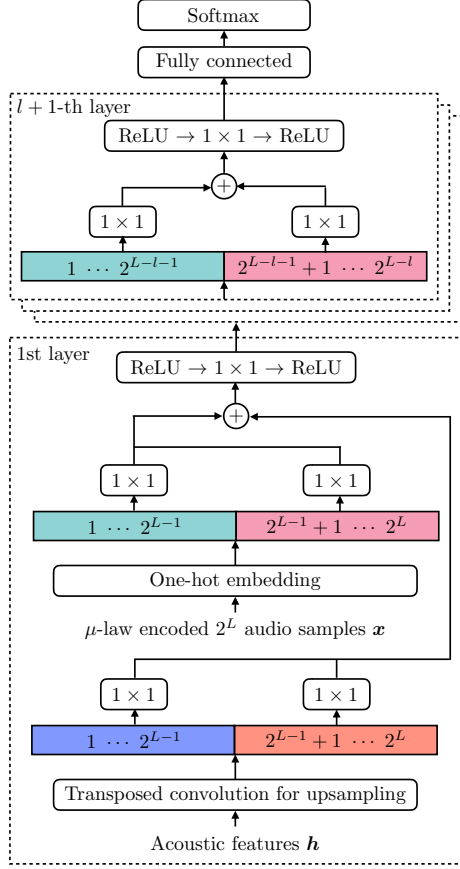 Softmax
Fully connected
l + 1-th layer
ReLU → 1 × 1 → ReLU
+
1 × 1 1 × 1
1 ⋯ 2^{L-l-1} 2^{L-l-1} + 1 ⋯ 2^{L-l}
1st layer
ReLU → 1 × 1 → ReLU
+
1 × 1 1 × 1
1 ⋯ 2^{L-1} 2^{L-1} + 1 ⋯ 2^L
One-hot embedding
μ-law encoded 2^L audio samples x
1 × 1 1 × 1
1 ⋯ 2^{L-1} 2^{L-1} + 1 ⋯ 2^L
Transposed convolution for upsampling
Acoustic features h